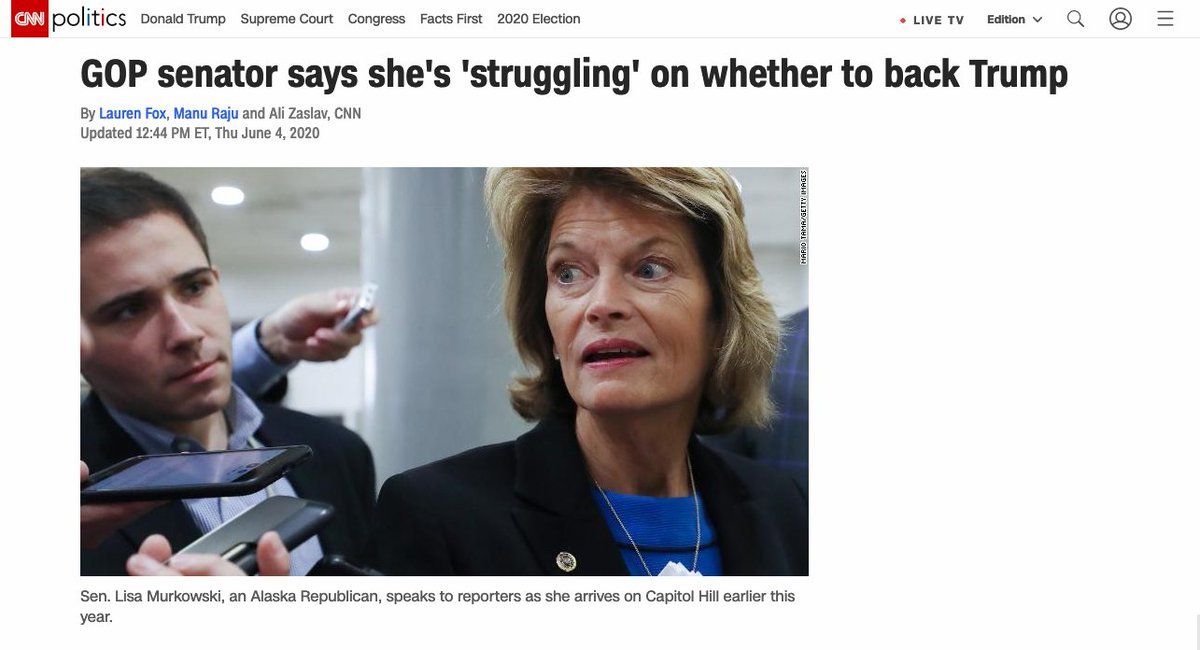 CNN politics Donald Trump Supreme Court Congress Facts First 2020 Election LIVE TV Edition
GOP senator says she's 'struggling' on whether to back Trump
By Lauren Fox, Manu Raju and Ali Zaslav, CNN
Updated 12:44 PM ET, Thu June 4, 2020
MARIO TAMA/GETTY IMAGES
Sen. Lisa Murkowski, an Alaska Republican, speaks to reporters as she arrives on Capitol Hill earlier this
year.